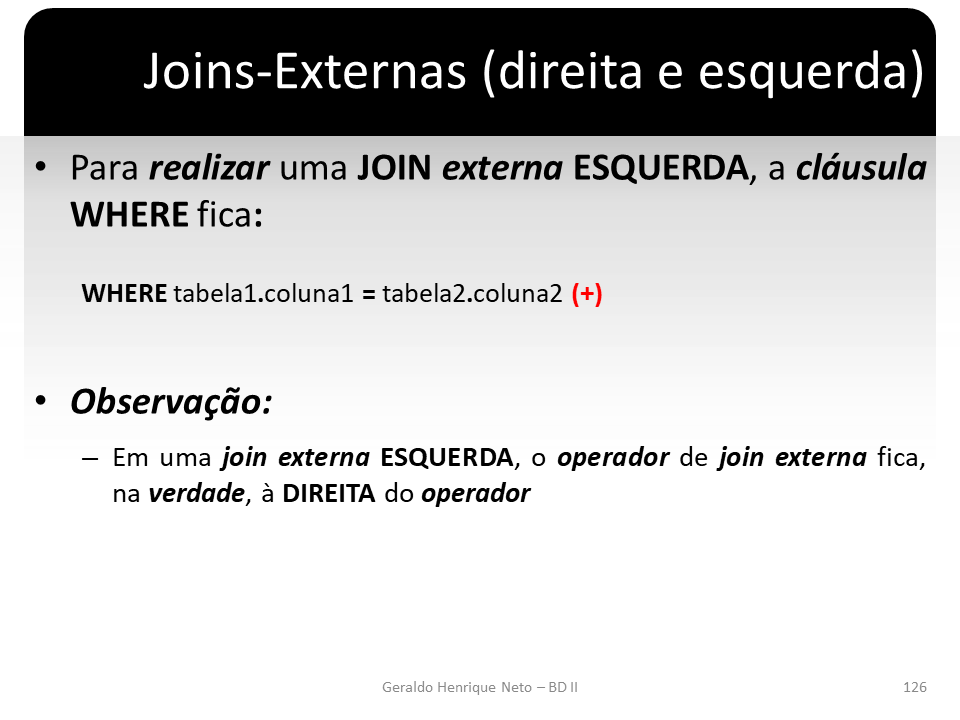 Joins-Externas (direita e esquerda)
• Para realizar uma JOIN externa ESQUERDA, a cláusula
WHERE fica:
WHERE tabela1.coluna1 = tabela2.coluna2 (+)
• Observação:
– Em uma join externa ESQUERDA, o operador de join externa fica,
na verdade, à DIREITA do operador
Geraldo Henrique Neto – BD II
126